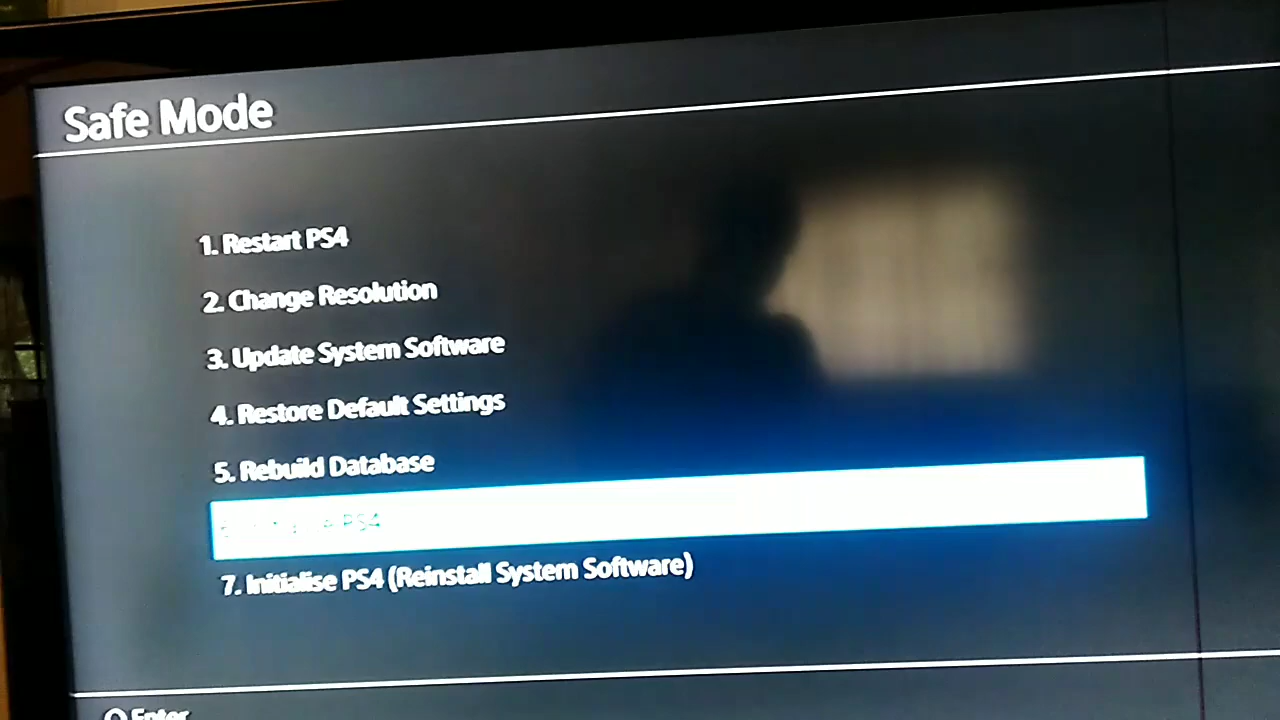 Safe Mode
1. Restart PS4
2. Change Resolution
3. Update System Software
4. Restore Default Settings
5. Rebuild Database
PS4
7. Initialise PS4 (Reinstall System Software)
Enter